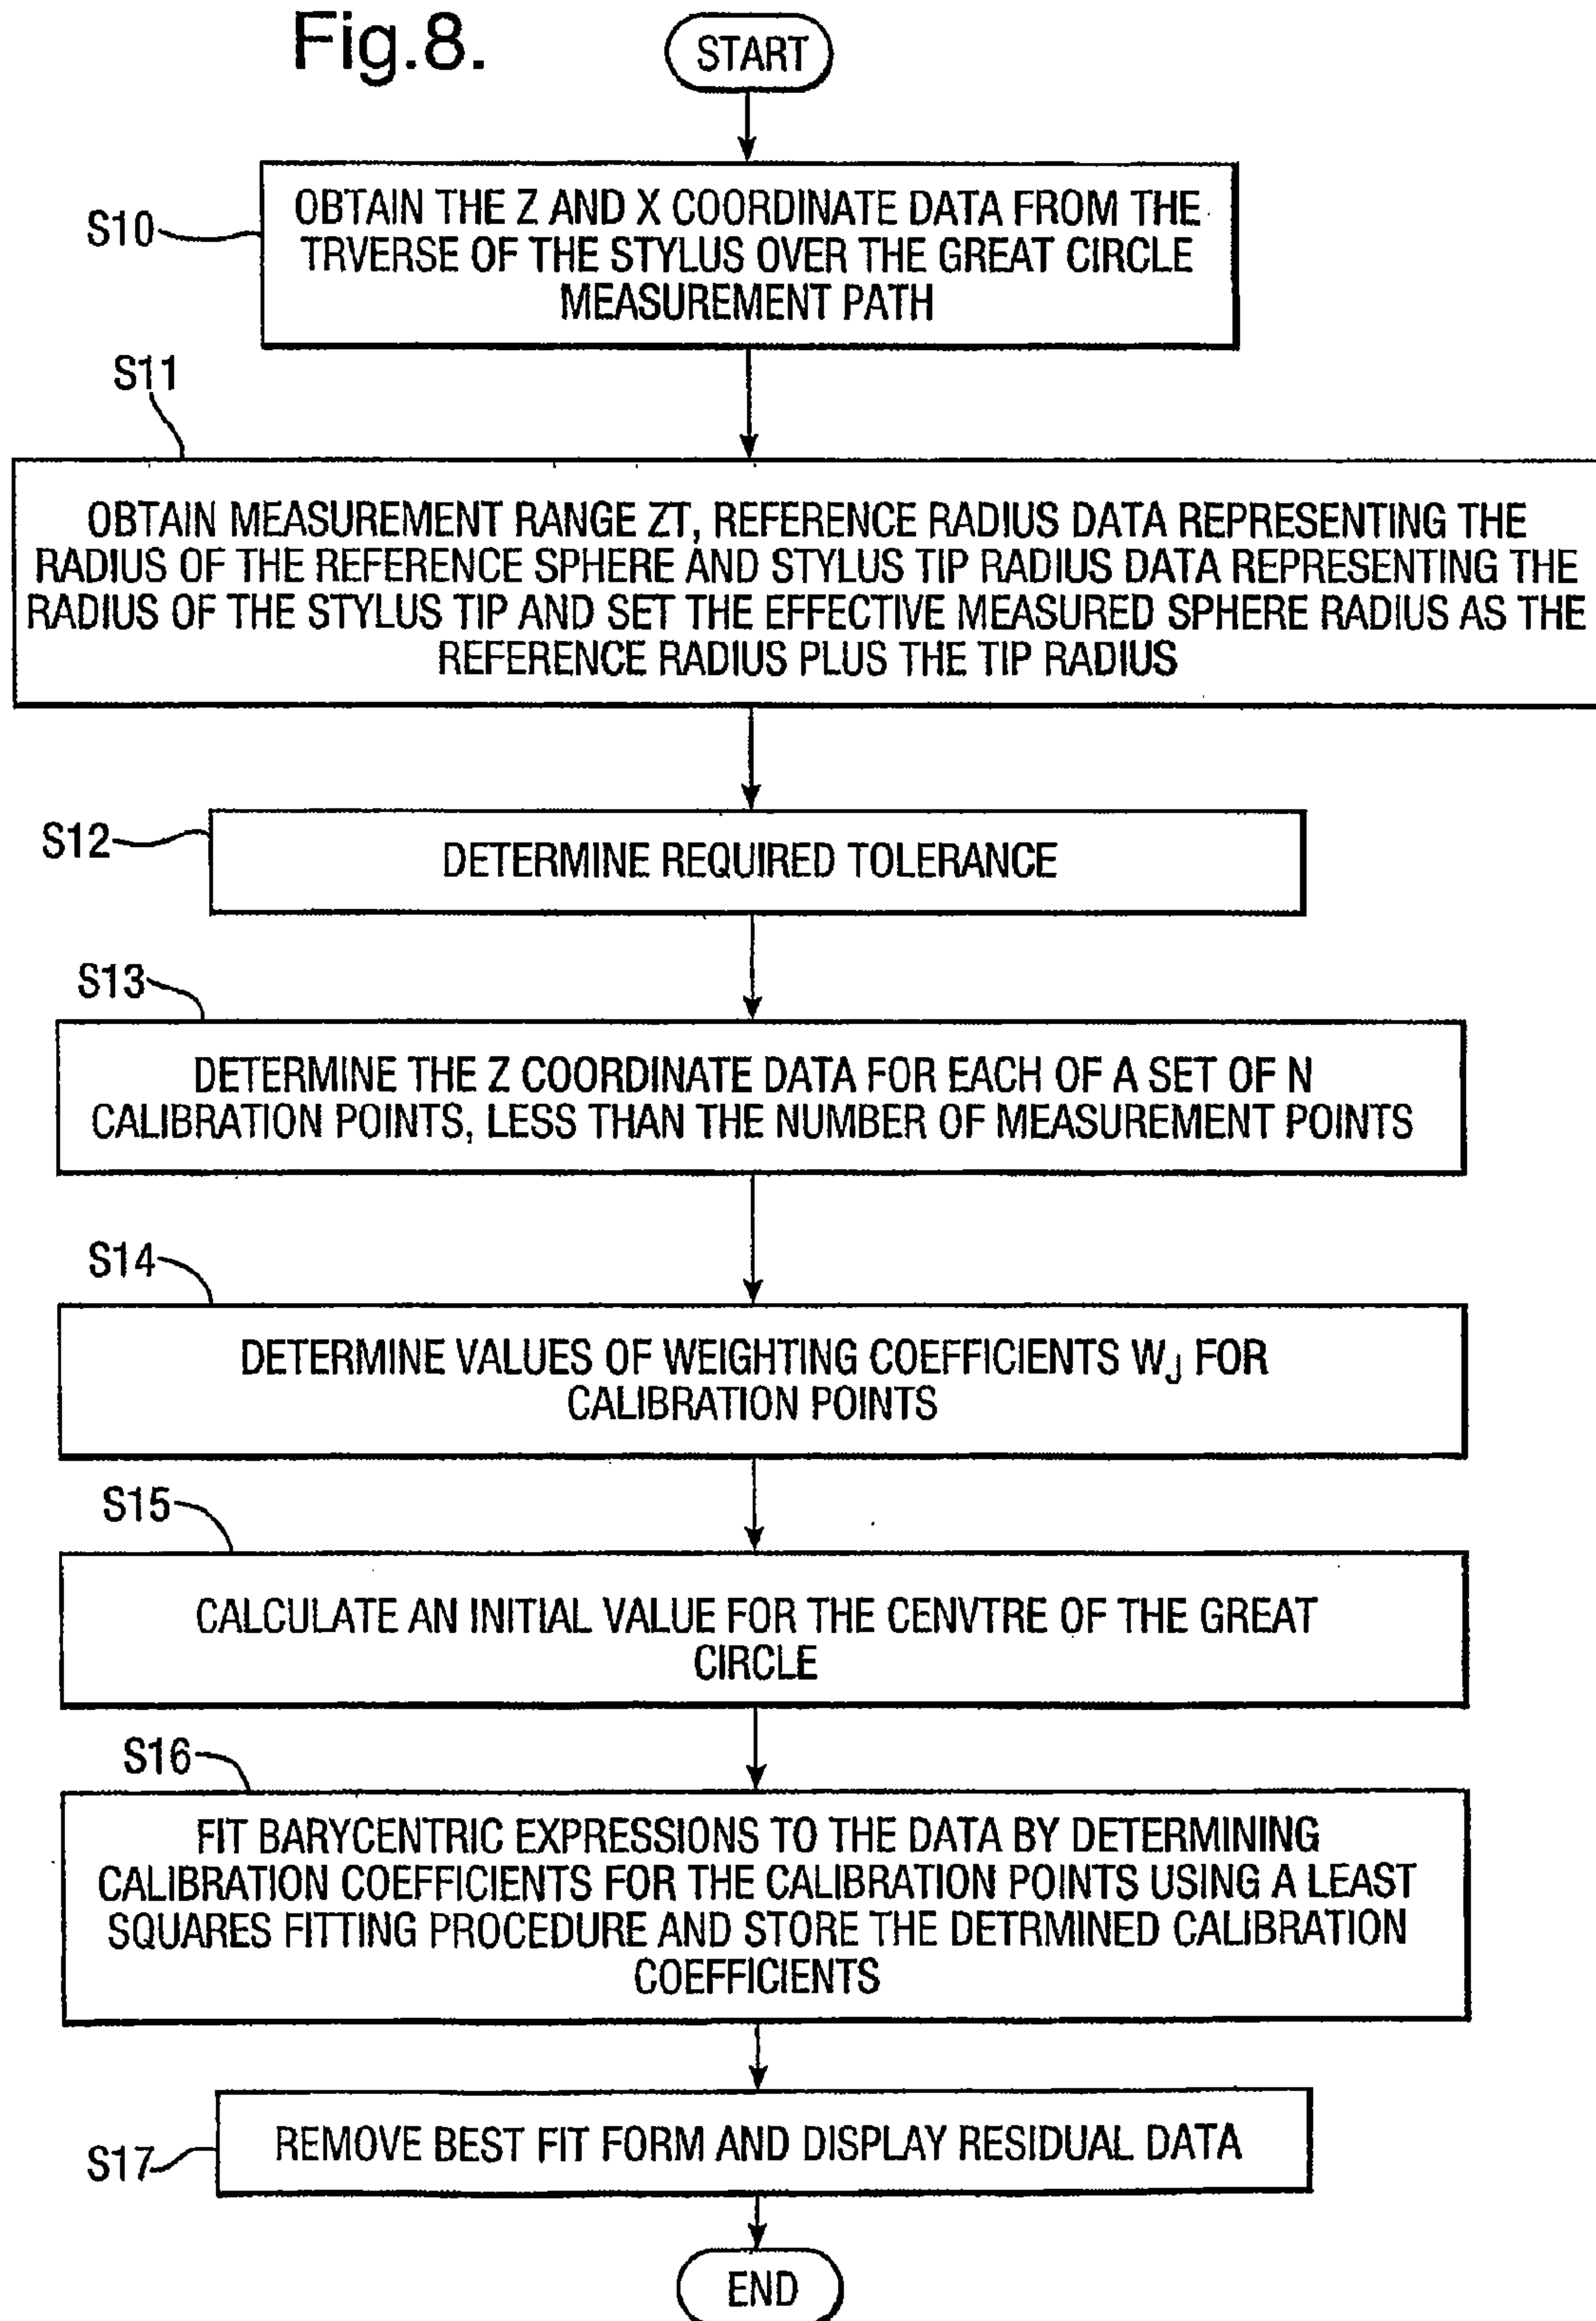 Fig.8.
START
S10
OBTAIN THE Z AND X COORDINATE DATA FROM THE
TRVERSE OF THE STYLUS OVER THE GREAT CIRCLE
MEASUREMENT PATH
S11
OBTAIN MEASUREMENT RANGE ZT, REFERENCE RADIUS DATA REPRESENTING THE
RADIUS OF THE REFERENCE SPHERE AND STYLUS TIP RADIUS DATA REPRESENTING THE
RADIUS OF THE STYLUS TIP AND SET THE EFFECTIVE MEASURED SPHERE RADIUS AS THE
REFERENCE RADIUS PLUS THE TIP RADIUS
S12
DETERMINE REQUIRED TOLERANCE
S13
DETERMINE THE Z COORDINATE DATA FOR EACH OF A SET OF N
CALIBRATION POINTS, LESS THAN THE NUMBER OF MEASUREMENT POINTS
S14
DETERMINE VALUES OF WEIGHTING COEFFICIENTS WJ FOR
CALIBRATION POINTS
S15
CALCULATE AN INITIAL VALUE FOR THE CENVTRE OF THE GREAT
CIRCLE
S16
FIT BARYCENTRIC EXPRESSIONS TO THE DATA BY DETERMINING
CALIBRATION COEFFICIENTS FOR THE CALIBRATION POINTS USING A LEAST
SQUARES FITTING PROCEDURE AND STORE THE DETRMINED CALIBRATION
COEFFICIENTS
S17
REMOVE BEST FIT FORM AND DISPLAY RESIDUAL DATA
END